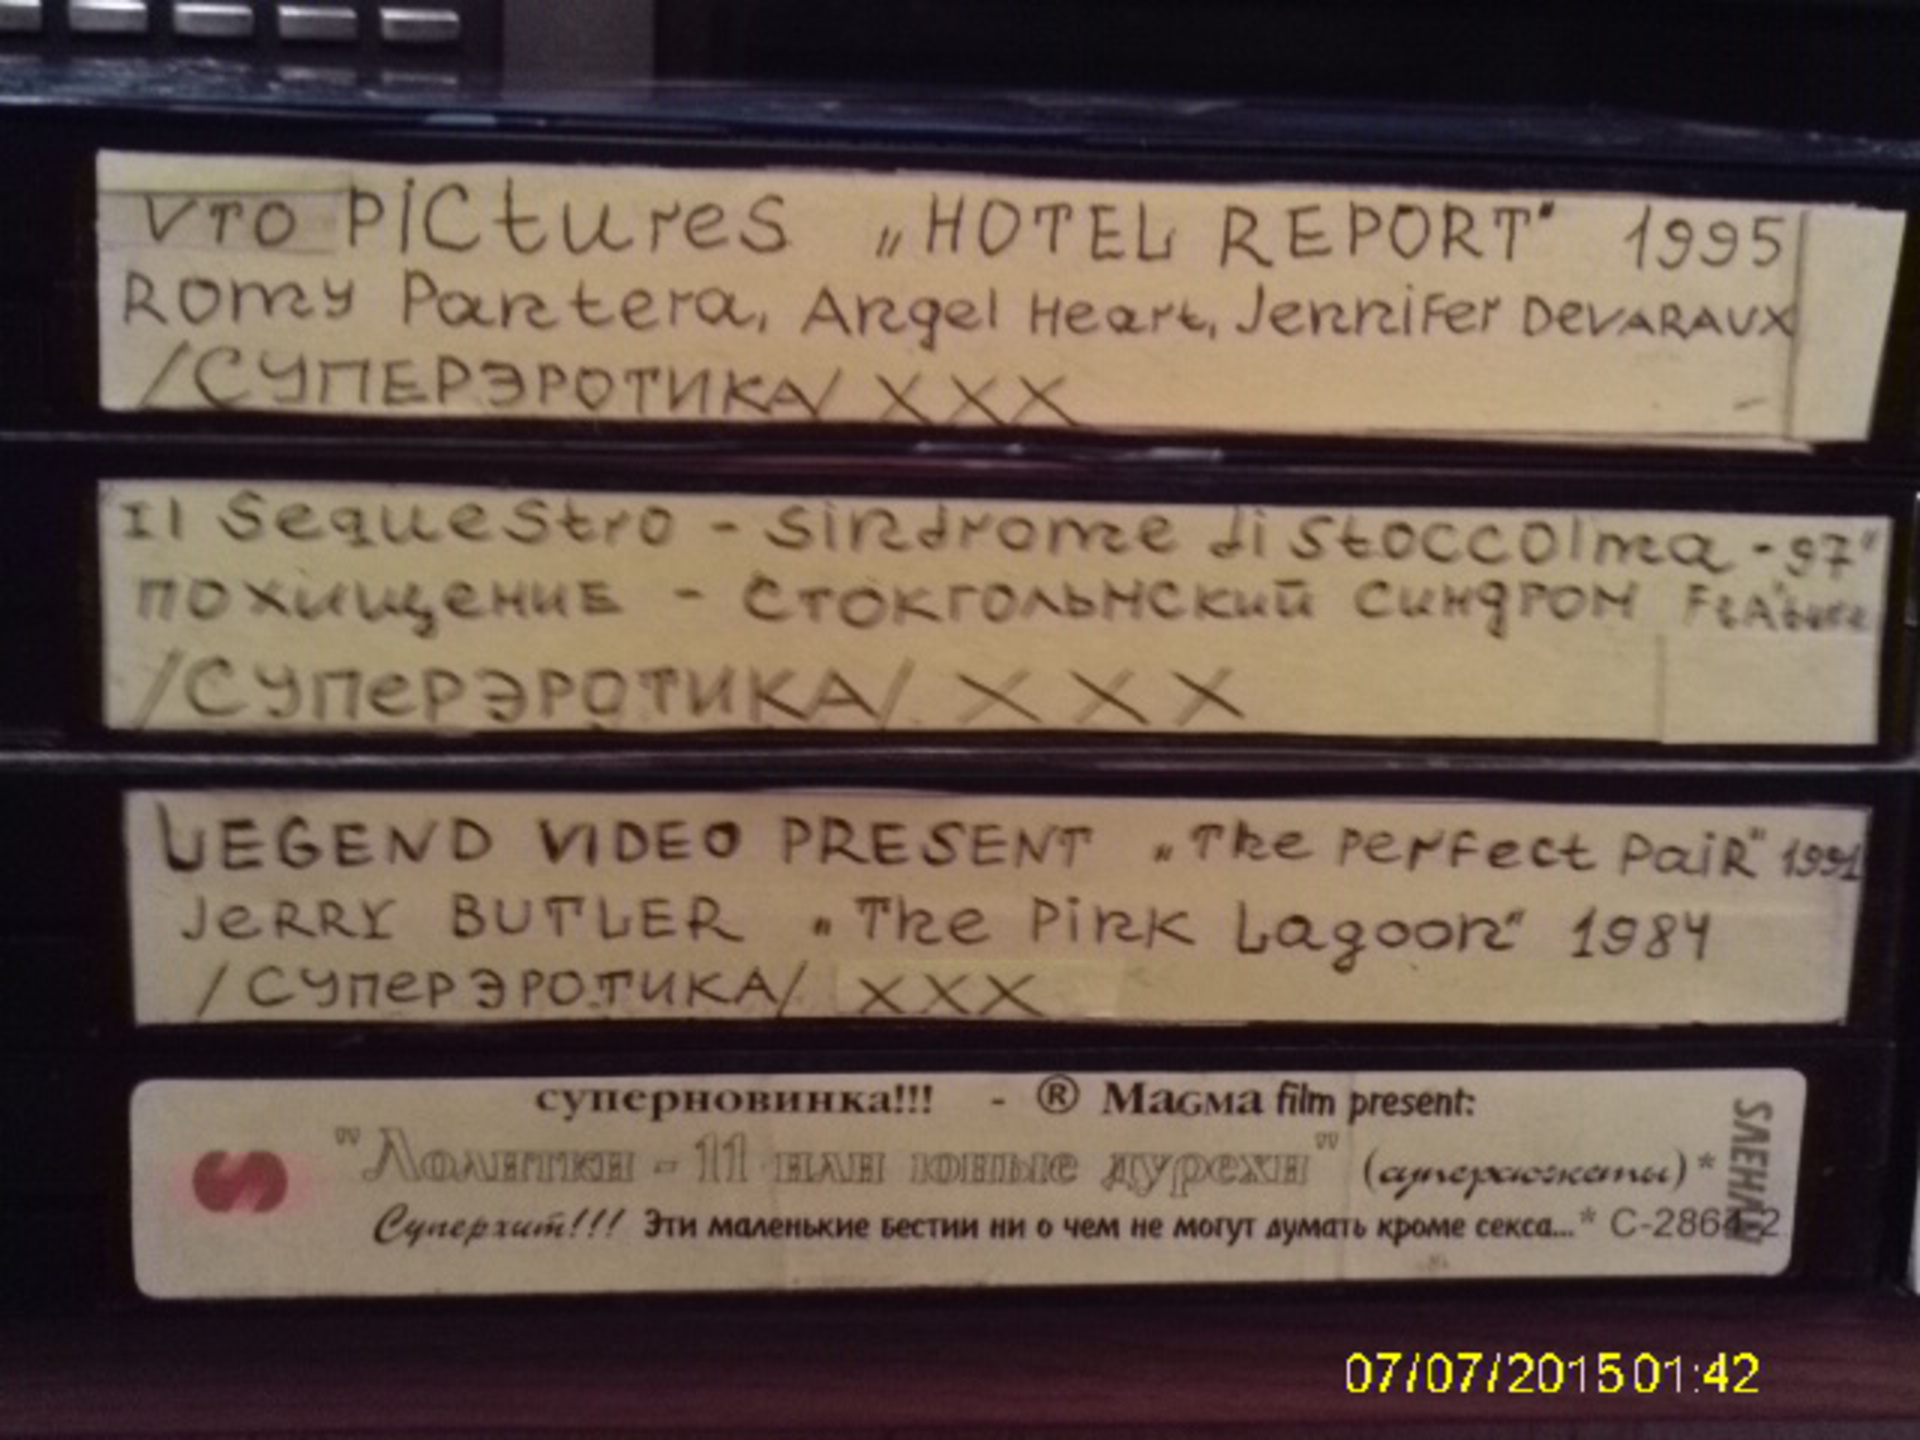 VTO PiCtures „HOTEL REPORT" 1995
Romy Pantera, Angel Heart, Jennifer DEVARAUX
/СУПЕРЭРОТИКА/ XXX
Il Sequestro - Sindrome di Stoccolma - 97"
ПОХИЩЕНИЕ - Стокгольмский синдром
/СУПЕРЭРОТИКА/ X X X
LEGEND VIDEO PRESENT „The Perfect Pair" 1991
JERRY BUTLER „The Pink Lagoon" 1984
/СУПЕРЭРОТИКА/ XXX
суперновинка!!! - ® Magma film present:
"Лолитки - 11 или юные дурехи" (суперсюжеты) *
Суперхит!!! Эти маленькие бестии ни о чем не могут думать кроме секса...*
07/07/2015 01:42